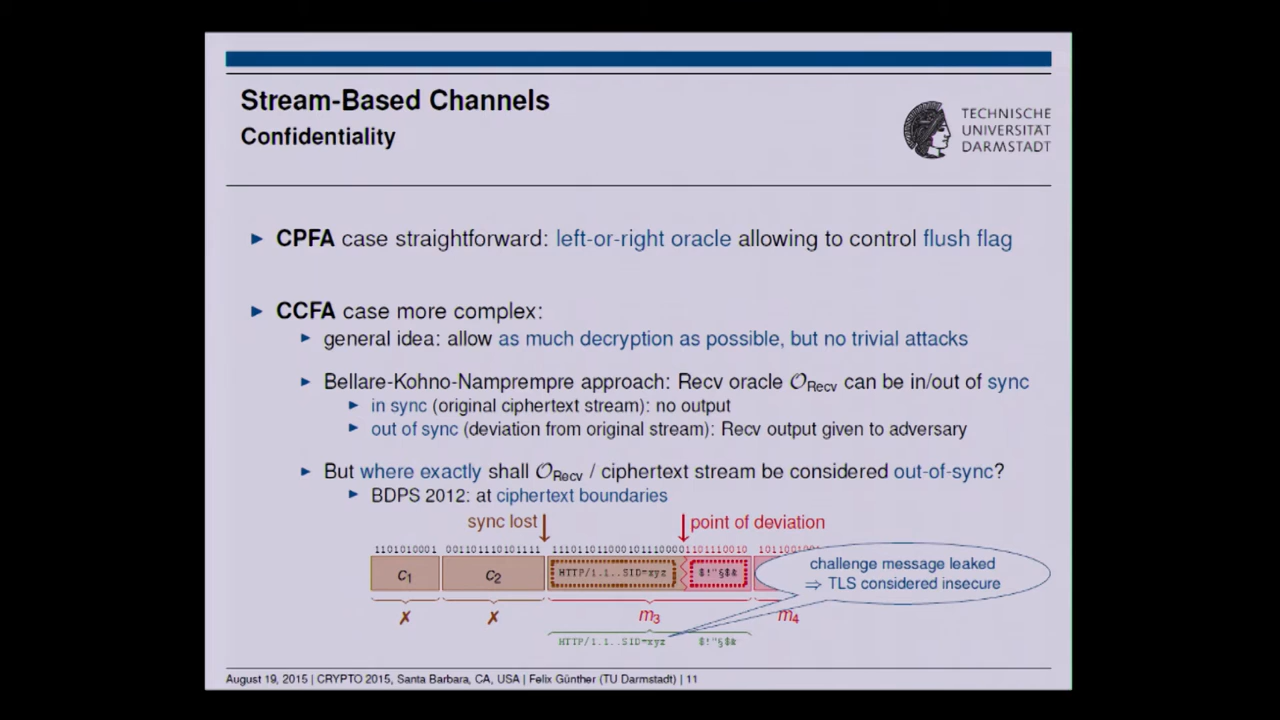 Stream-Based Channels
Confidentiality
TECHNISCHE
UNIVERSITÄT
DARMSTADT
► CPFA case straightforward: left-or-right oracle allowing to control flush flag
► CCFA case more complex:
► general idea: allow as much decryption as possible, but no trivial attacks
► Bellare-Kohno-Namprempre approach: Recv oracle 𝒪Recv can be in/out of sync
► in sync (original ciphertext stream): no output
► out of sync (deviation from original stream): Recv output given to adversary
► But where exactly shall 𝒪Recv / ciphertext stream be considered out-of-sync?
► BDPS 2012: at ciphertext boundaries
sync lost point of deviation
1101010001 001101110101111 11101101100010111000 01101110010
challenge message leaked
⇒ TLS considered insecure
c1 c2 HTTP/1.1..SID=xyz $!"§$&
✗ ✗ m3 m4
HTTP/1.1..SID=xyz $!"§$&
August 19, 2015 | CRYPTO 2015, Santa Barbara, CA, USA | Felix Günther (TU Darmstadt) | 11